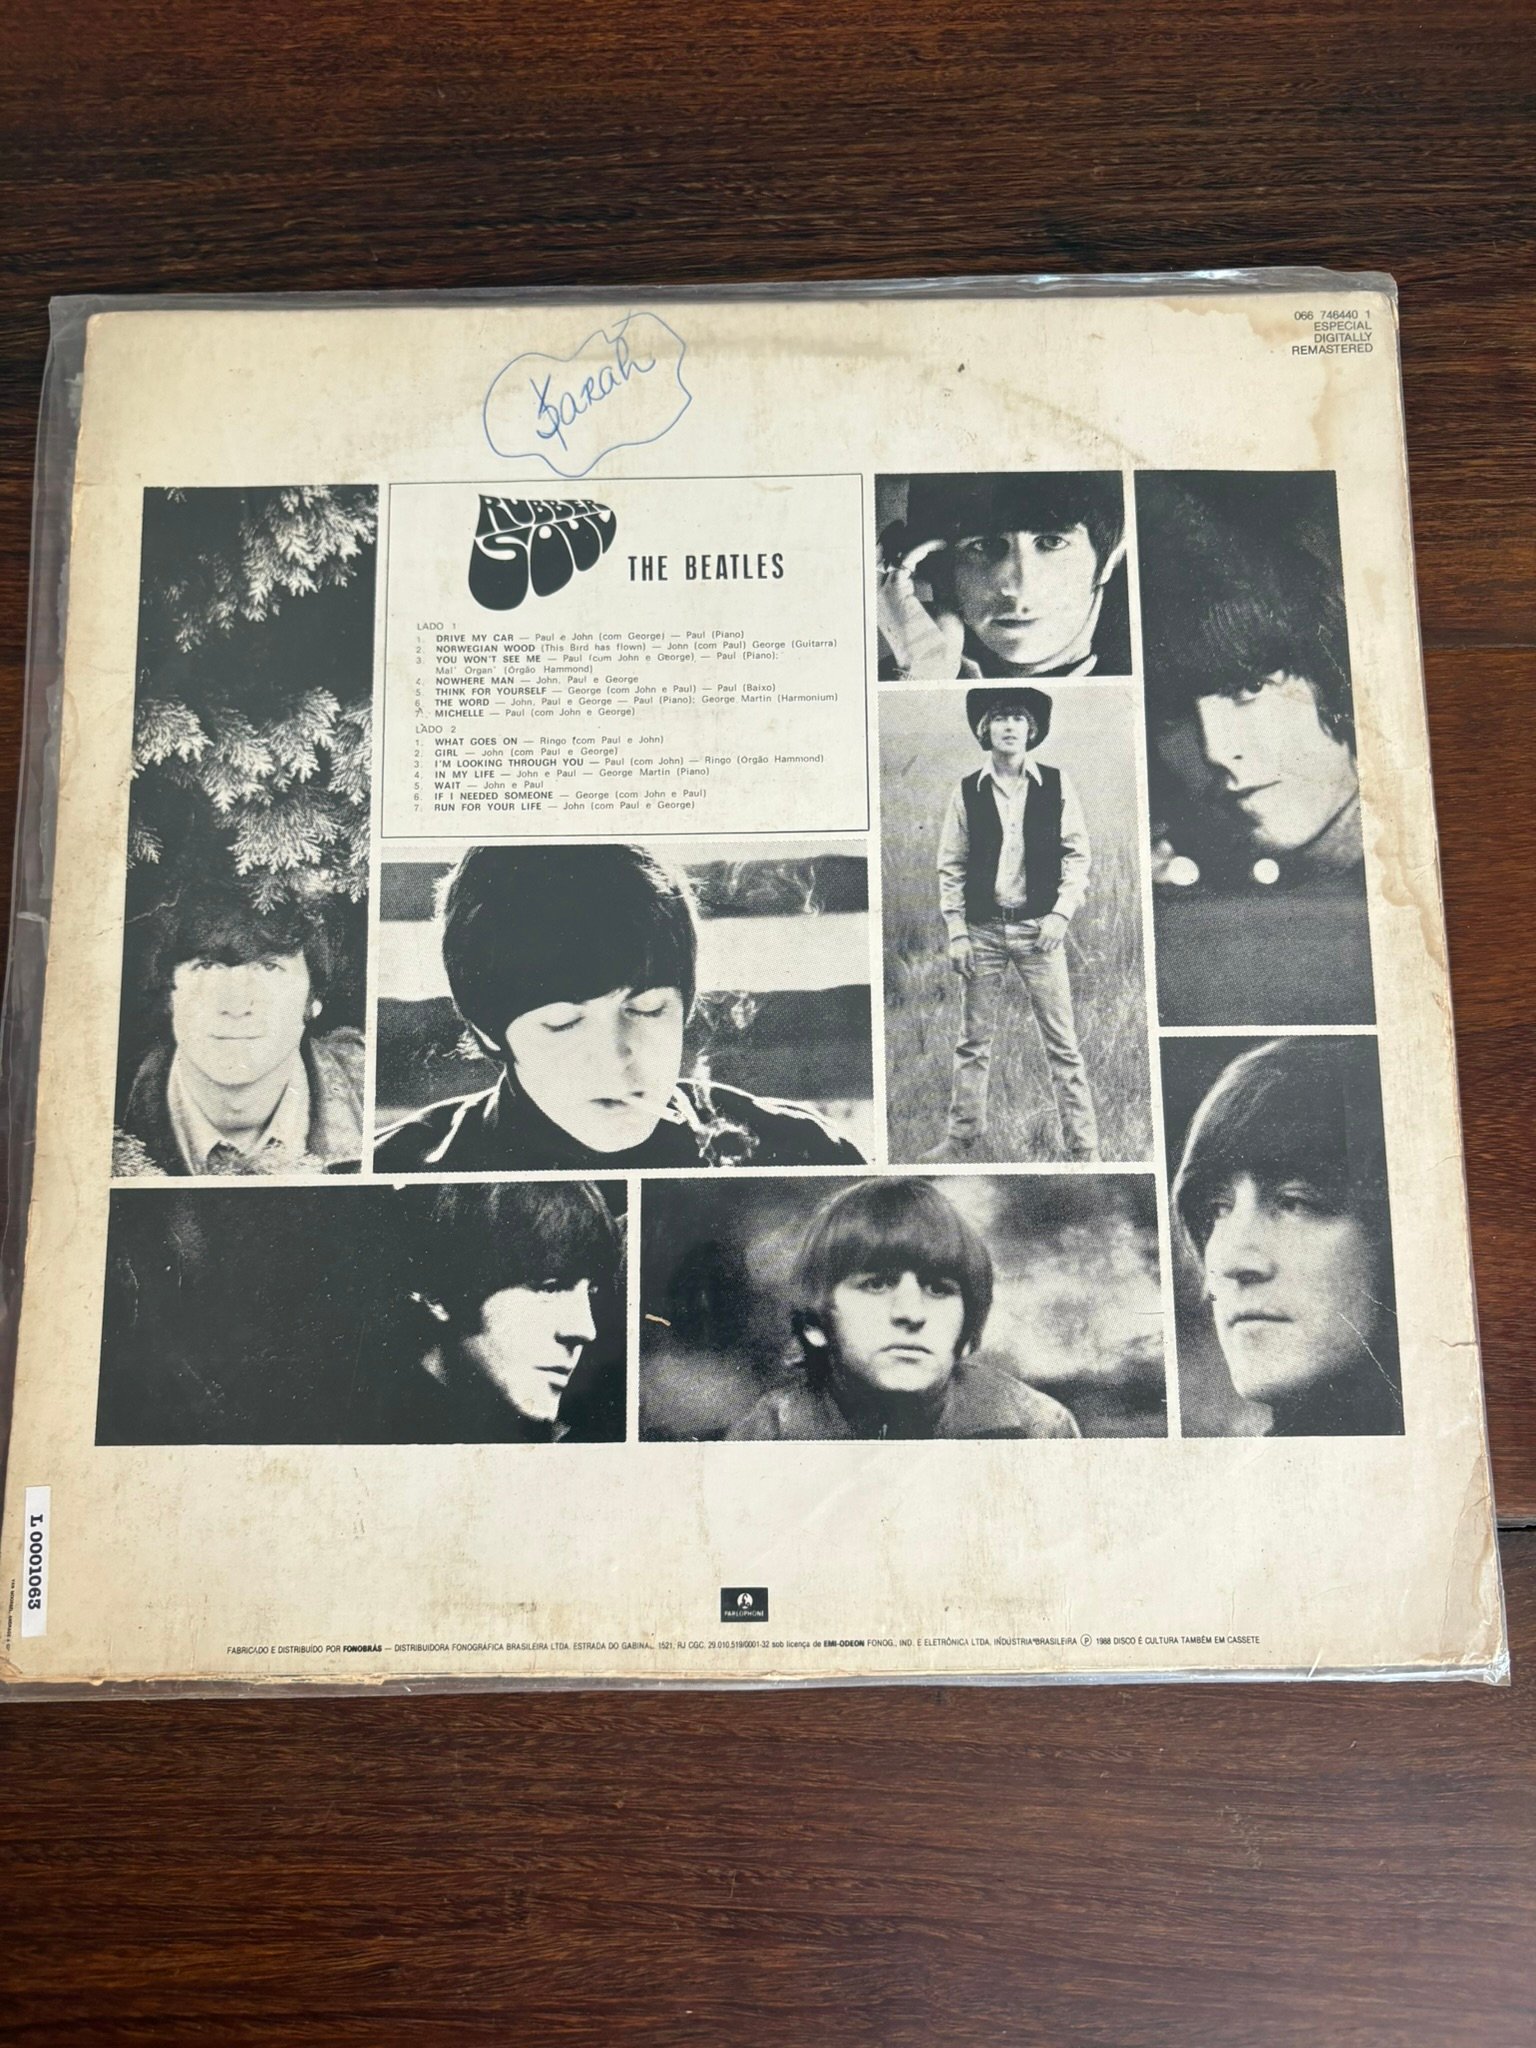 066 746440 1
ESPECIAL
DIGITALLY
REMASTERED
Sarah
RUBBER
SOUL
THE BEATLES
LADO 1
1. DRIVE MY CAR — Paul e John (com George) — Paul (Piano)
2. NORWEGIAN WOOD (This Bird has flown) — John (com Paul) George (Guitarra)
3. YOU WON'T SEE ME — Paul (cum John e George) — Paul (Piano);
Mal' Organ' (Órgão Hammond)
4. NOWHERE MAN — John, Paul e George
5. THINK FOR YOURSELF — George (com John e Paul) — Paul (Baixo)
6. THE WORD — John, Paul e George — Paul (Piano); George Martin (Harmonium)
7. MICHELLE — Paul (com John e George)
LADO 2
1. WHAT GOES ON — Ringo (com Paul e John)
2. GIRL — John (com Paul e George)
3. I'M LOOKING THROUGH YOU — Paul (com John) — Ringo (Órgão Hammond)
4. IN MY LIFE — John e Paul — George Martin (Piano)
5. WAIT — John e Paul
6. IF I NEEDED SOMEONE — George (com John e Paul)
7. RUN FOR YOUR LIFE — John (com Paul e George)
L 0001063
PARLOPHONE
FABRICADO E DISTRIBUÍDO POR FONOBRÁS — DISTRIBUIDORA FONOGRÁFICA BRASILEIRA LTDA. ESTRADA DO GABINAL, 1521, RJ CGC. 29.010.519/0001-32 sob licença de EMI-ODEON FONOG., IND. E ELETRÔNICA LTDA, INDÚSTRIA BRASILEIRA Ⓟ 1988 DISCO É CULTURA TAMBÉM EM CASSETE